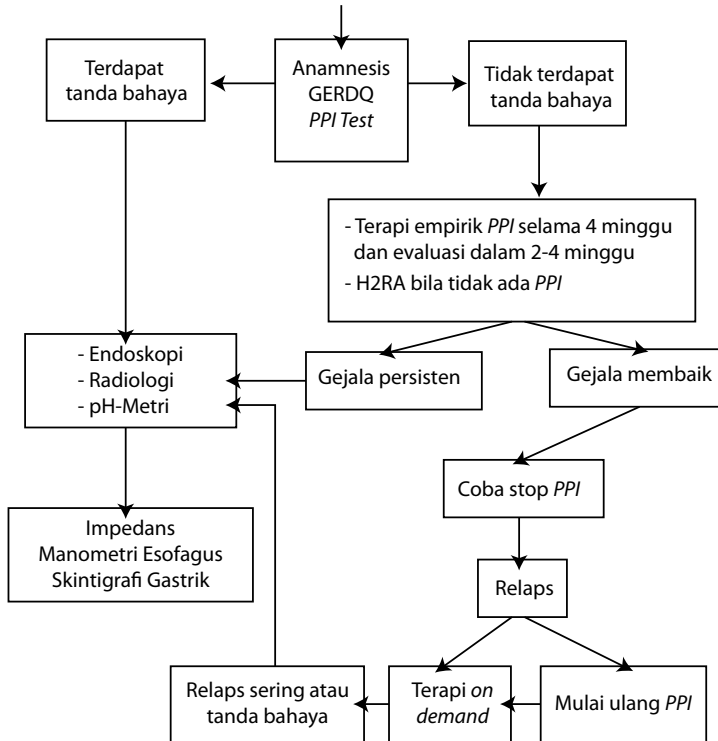 Terdapat
tanda bahaya
Anamnesis
GERDQ
PPI Test
Tidak terdapat
tanda bahaya
- Terapi empirik PPI selama 4 minggu
dan evaluasi dalam 2-4 minggu
- H2RA bila tidak ada PPI
- Endoskopi
- Radiologi
- pH-Metri
Gejala persisten
Gejala membaik
Coba stop PPI
Impedans
Manometri Esofagus
Skintigrafi Gastrik
Relaps
Relaps sering atau
tanda bahaya
Terapi on
demand
Mulai ulang PPI